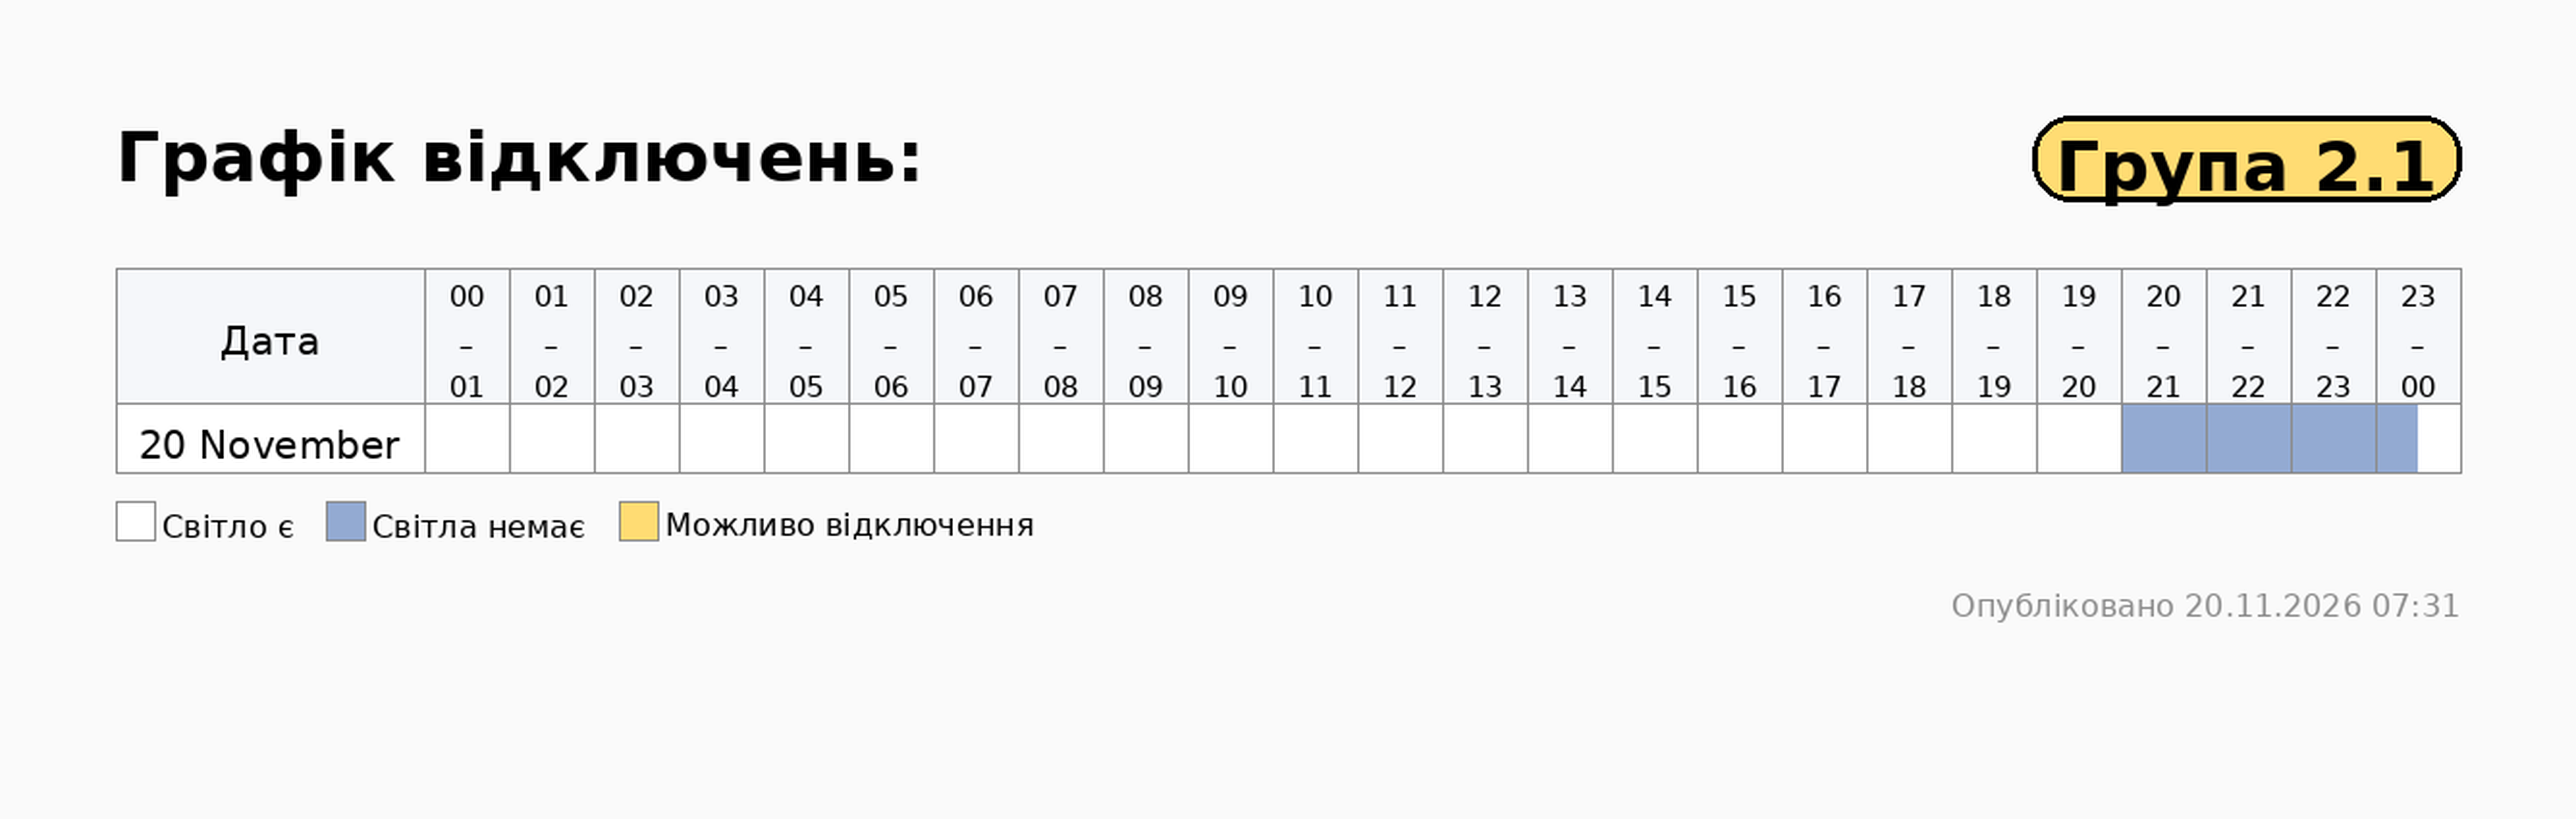 Графік відключень:
Група 2.1
Дата
00 – 01
01 – 02
02 – 03
03 – 04
04 – 05
05 – 06
06 – 07
07 – 08
08 – 09
09 – 10
10 – 11
11 – 12
12 – 13
13 – 14
14 – 15
15 – 16
16 – 17
17 – 18
18 – 19
19 – 20
20 – 21
21 – 22
22 – 23
23 – 00
20 November
Світло є
Світла немає
Можливо відключення
Опубліковано 20.11.2026 07:31